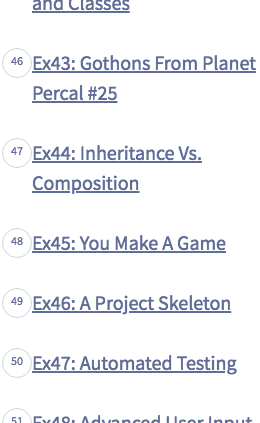 and Classes
46 Ex43: Gothons From Planet
Percal #25
47 Ex44: Inheritance Vs.
Composition
48 Ex45: You Make A Game
49 Ex46: A Project Skeleton
50 Ex47: Automated Testing
51 Ex48: Advanced User Input